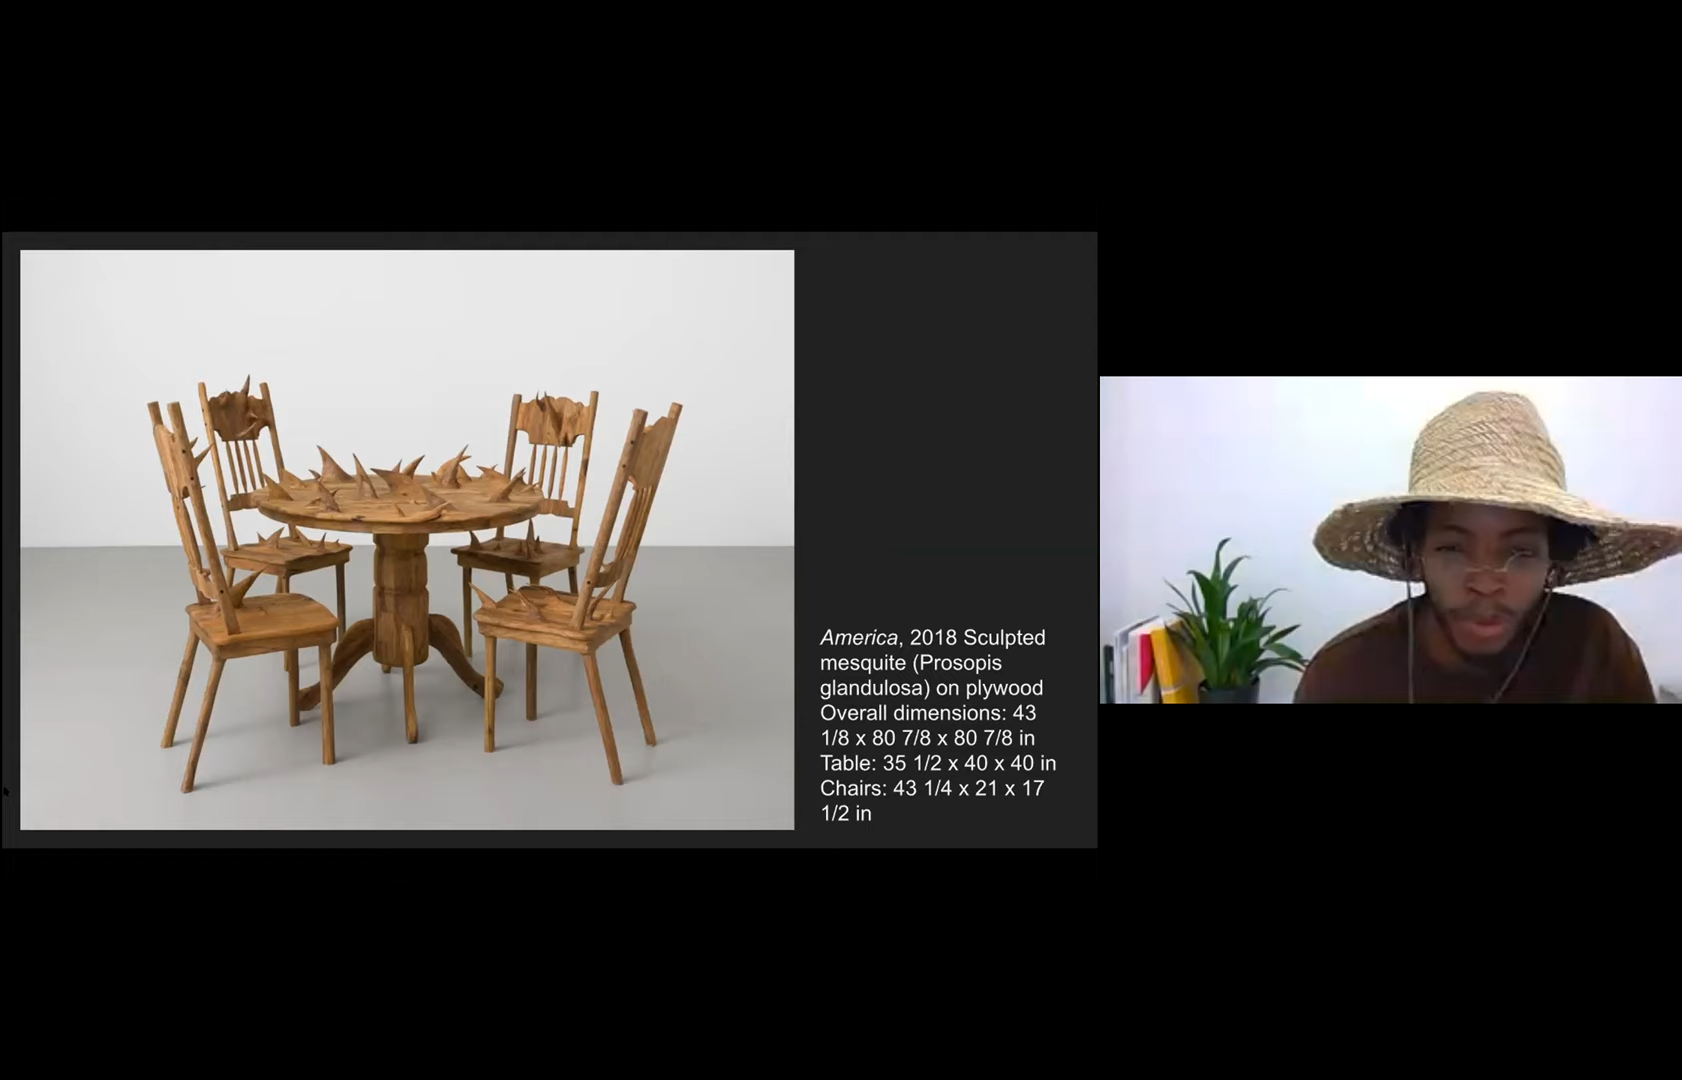 America, 2018 Sculpted
mesquite (Prosopis
glandulosa) on plywood
Overall dimensions: 43
1/8 x 80 7/8 x 80 7/8 in
Table: 35 1/2 x 40 x 40 in
Chairs: 43 1/4 x 21 x 17
1/2 in